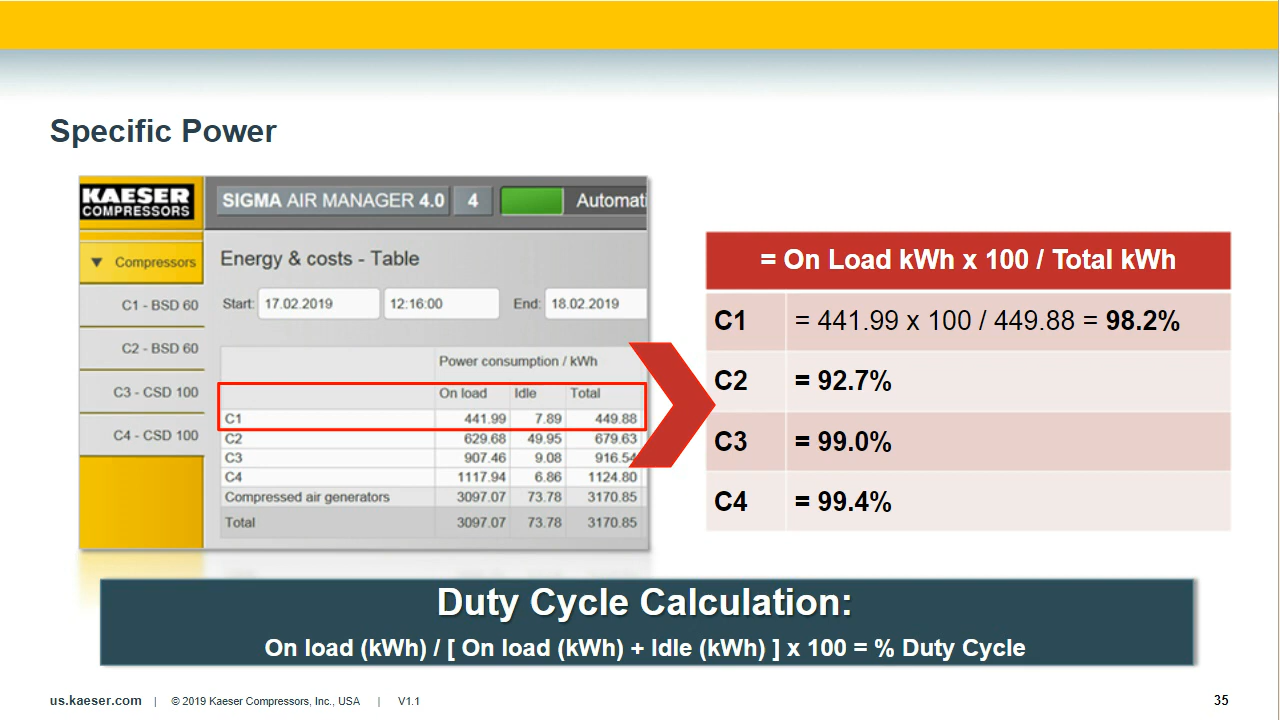 Specific Power
KAESER
COMPRESSORS
SIGMA AIR MANAGER 4.0 4 Automati
▼ Compressors
C1 - BSD 60
C2 - BSD 60
C3 - CSD 100
C4 - CSD 100
Energy & costs - Table
Start: 17.02.2019 12:16:00 End: 18.02.2019
Power consumption / kWh
On load Idle Total
C1 441.99 7.89 449.88
C2 629.68 49.95 679.63
C3 907.46 9.08 916.54
C4 1117.94 6.86 1124.80
Compressed air generators 3097.07 73.78 3170.85
Total 3097.07 73.78 3170.85
= On Load kWh x 100 / Total kWh
C1 = 441.99 x 100 / 449.88 = 98.2%
C2 = 92.7%
C3 = 99.0%
C4 = 99.4%
Duty Cycle Calculation:
On load (kWh) / [ On load (kWh) + Idle (kWh) ] x 100 = % Duty Cycle
us.kaeser.com | © 2019 Kaeser Compressors, Inc., USA | V1.1 35